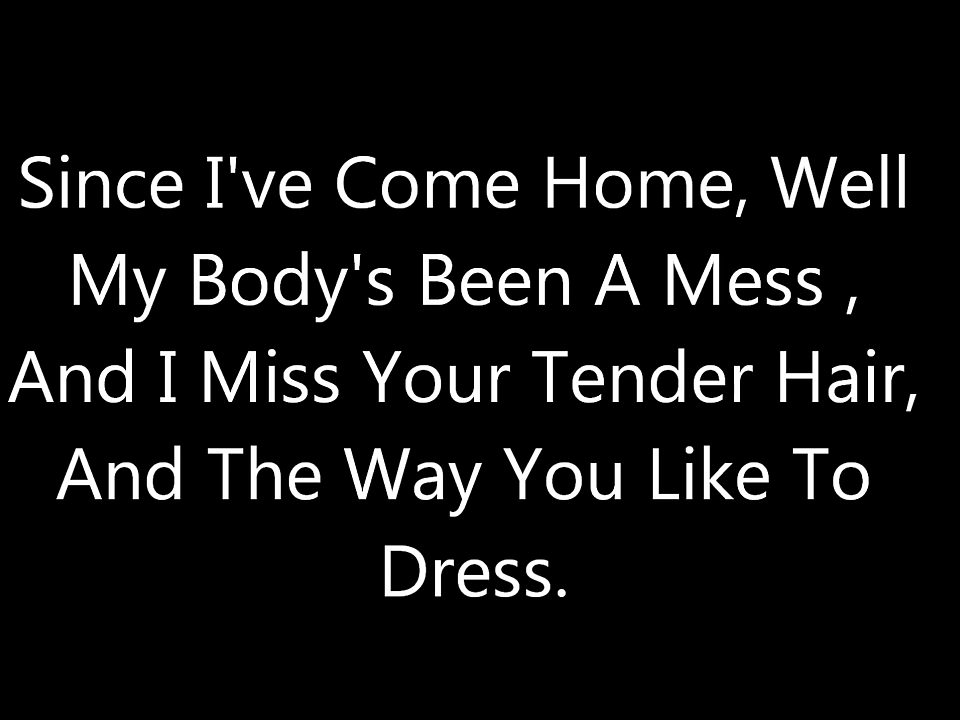 Since I've Come Home, Well
My Body's Been A Mess ,
And I Miss Your Tender Hair,
And The Way You Like To
Dress.